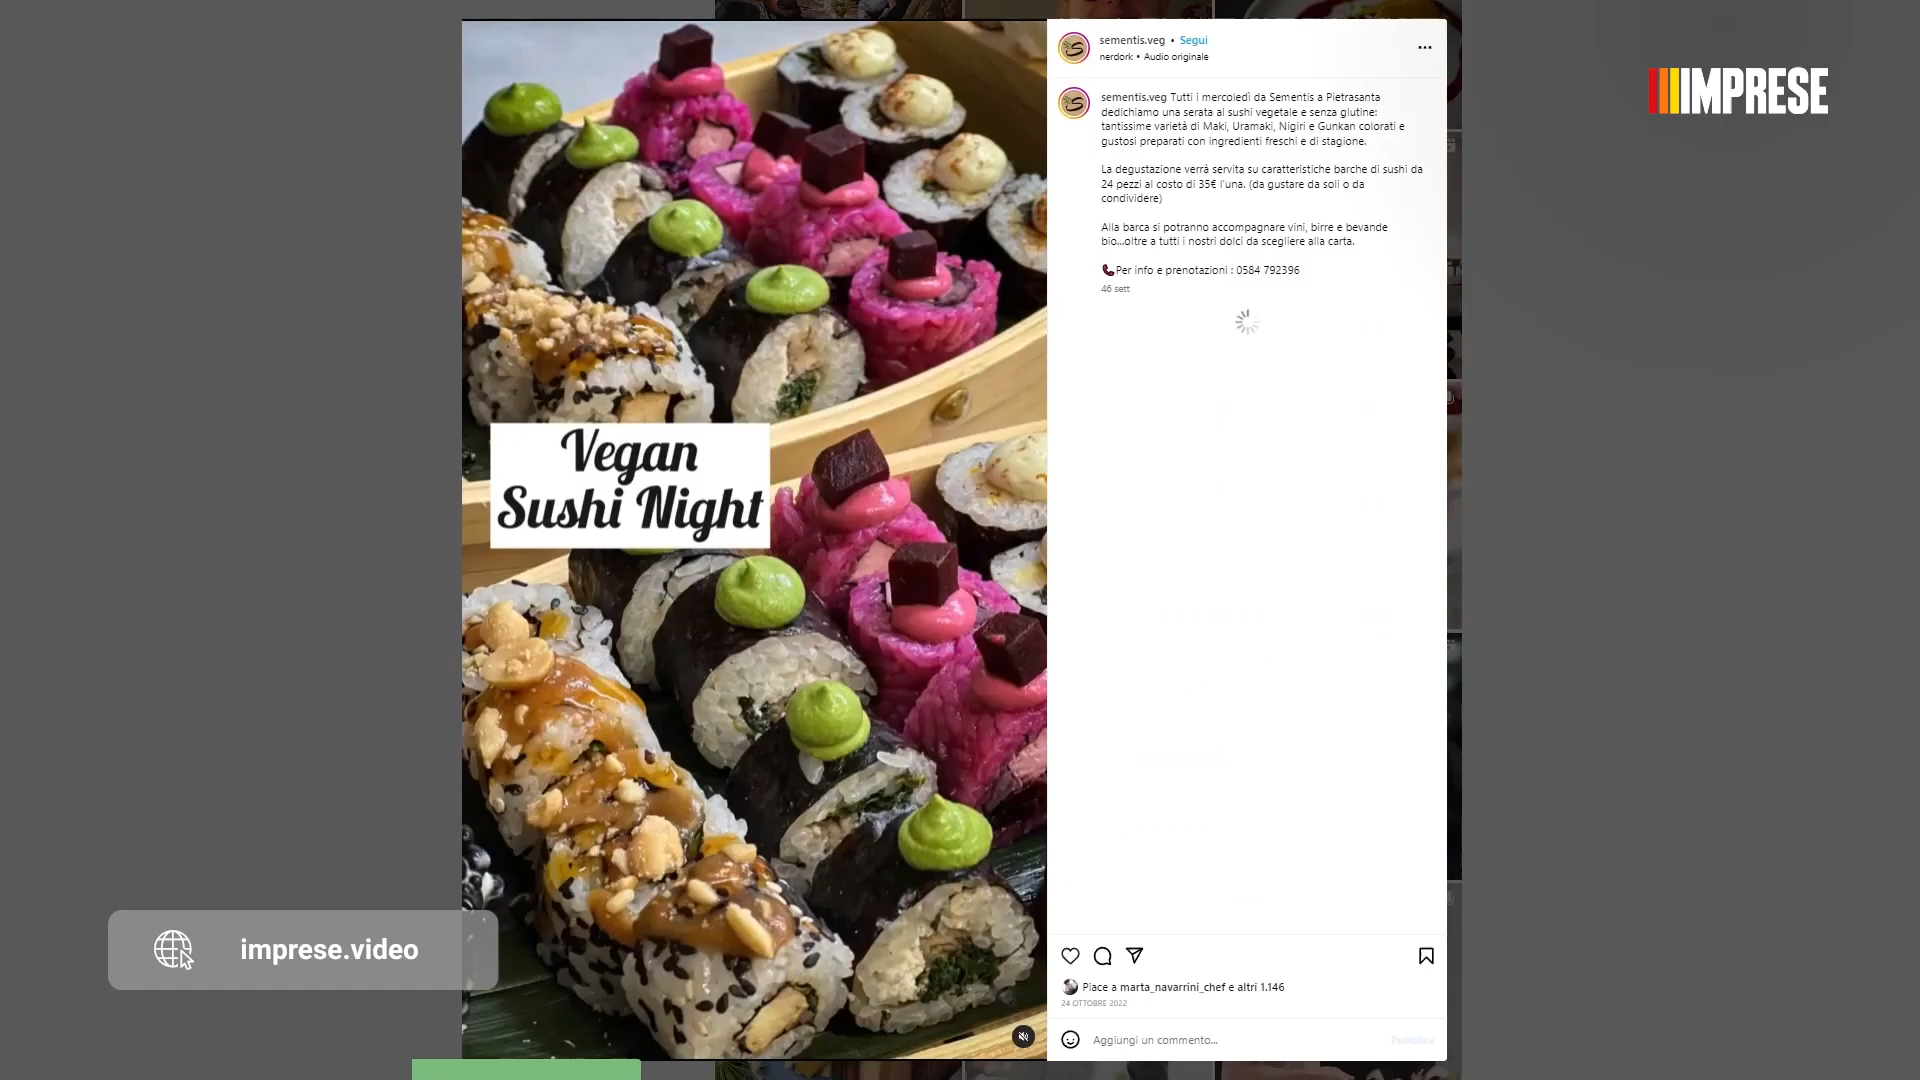 Vegan
Sushi Night
sementis.veg • Segui
nerdork • Audio originale
sementis.veg Tutti i mercoledì da Sementis a Pietrasanta
dedichiamo una serata al sushi vegetale e senza glutine:
tantissime varietà di Maki, Uramaki, Nigiri e Gunkan colorati e
gustosi preparati con ingredienti freschi e di stagione.
La degustazione verrà servita su caratteristiche barche di sushi da
24 pezzi al costo di 35€ l'una. (da gustare da soli o da
condividere)
Alla barca si potranno accompagnare vini, birre e bevande
bio...oltre a tutti i nostri dolci da scegliere alla carta.
📞Per info e prenotazioni : 0584 792396
46 sett
Piace a marta_navarrini_chef e altri 1.146
24 OTTOBRE 2022
Aggiungi un commento...
Pubblica
IMPRESE
imprese.video